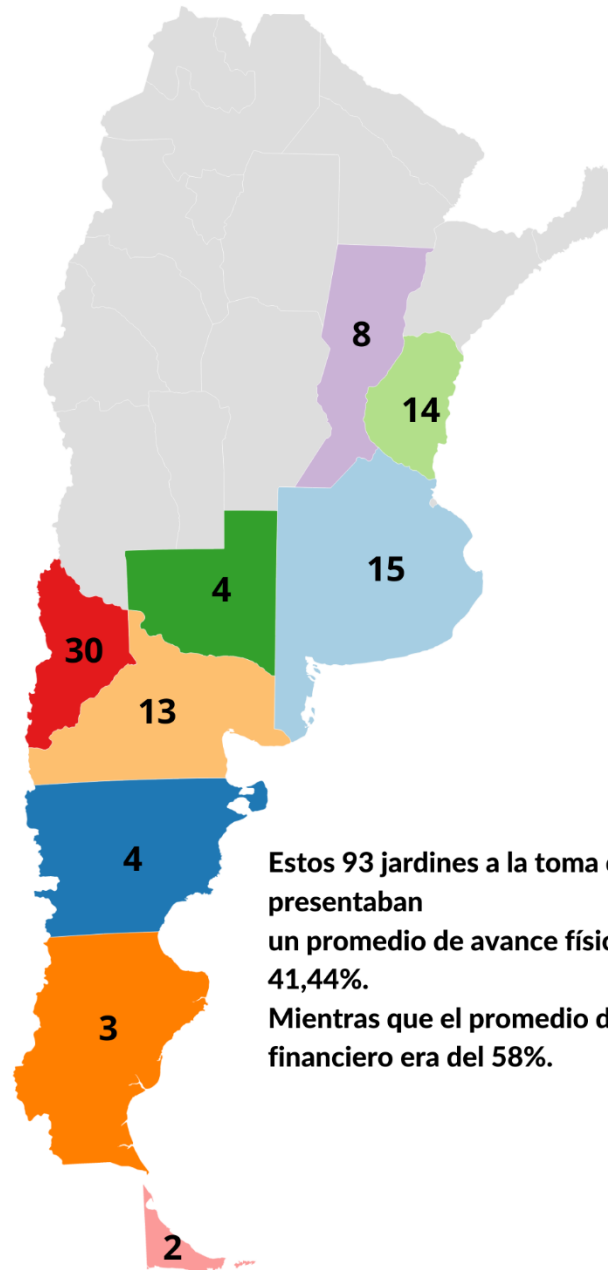 8
14
15
4
30
13
4
Estos 93 jardines a la toma
presentaban
un promedio de avance
41,44%.
3
Mientras que el promedio
financiero era del 58%.
2